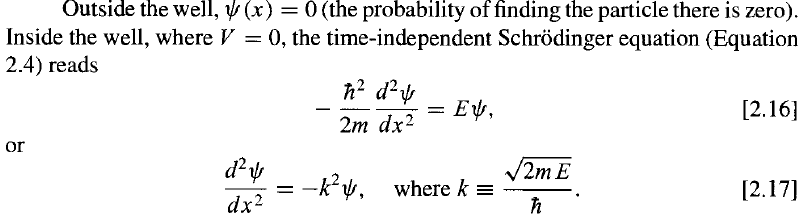 Outside the well, ψ(x) = 0 (the probability of finding the particle there is zero).
Inside the well, where V = 0, the time-independent Schrödinger equation (Equation
2.4) reads
− ħ²/2m d²ψ/dx² = Eψ, [2.16]
or
d²ψ/dx² = −k²ψ, where k ≡ √2mE/ħ. [2.17]